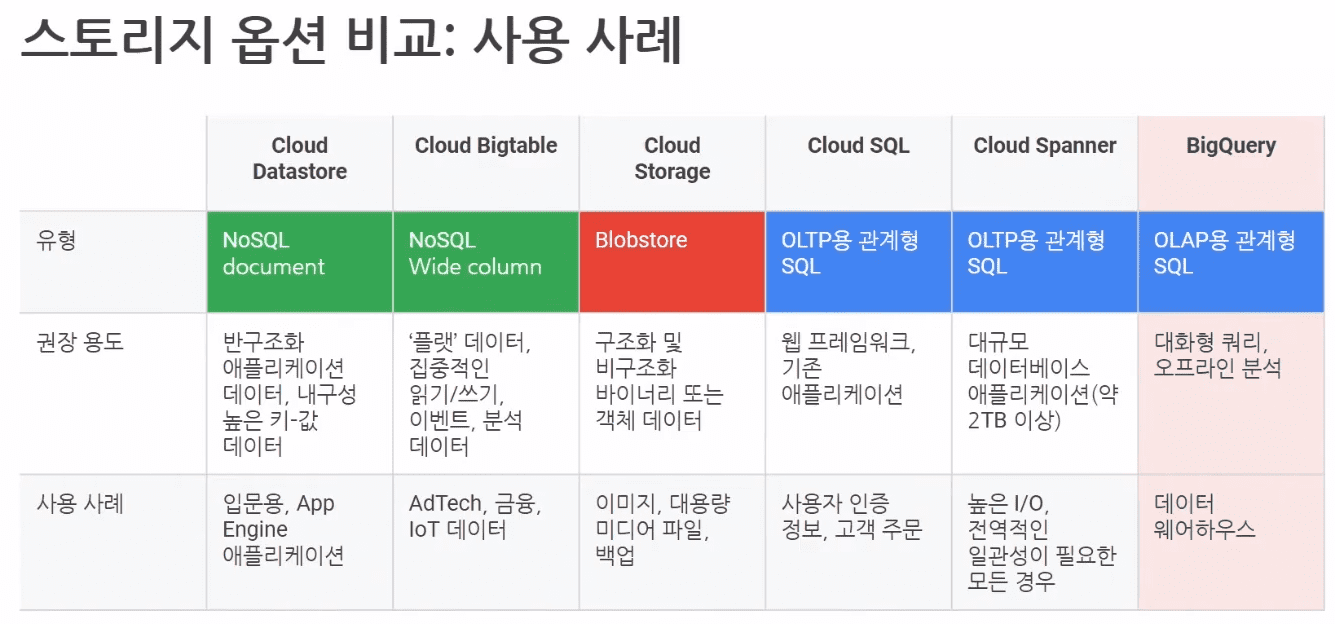 스토리지 옵션 비교: 사용 사례
Cloud
Datastore
Cloud Bigtable
Cloud
Storage
Cloud SQL
Cloud Spanner
BigQuery
유형
NoSQL
document
NoSQL
Wide column
Blobstore
OLTP용 관계형
SQL
OLTP용 관계형
SQL
OLAP용 관계형
SQL
권장 용도
반구조화
애플리케이션
데이터, 내구성
높은 키-값
데이터
‘플랫’ 데이터,
집중적인
읽기/쓰기,
이벤트, 분석
데이터
구조화 및
비구조화
바이너리 또는
객체 데이터
웹 프레임워크,
기존
애플리케이션
대규모
데이터베이스
애플리케이션(약
2TB 이상)
대화형 쿼리,
오프라인 분석
사용 사례
입문용, App
Engine
애플리케이션
AdTech, 금융,
IoT 데이터
이미지, 대용량
미디어 파일,
백업
사용자 인증
정보, 고객 주문
높은 I/O,
전역적인
일관성이 필요한
모든 경우
데이터
웨어하우스